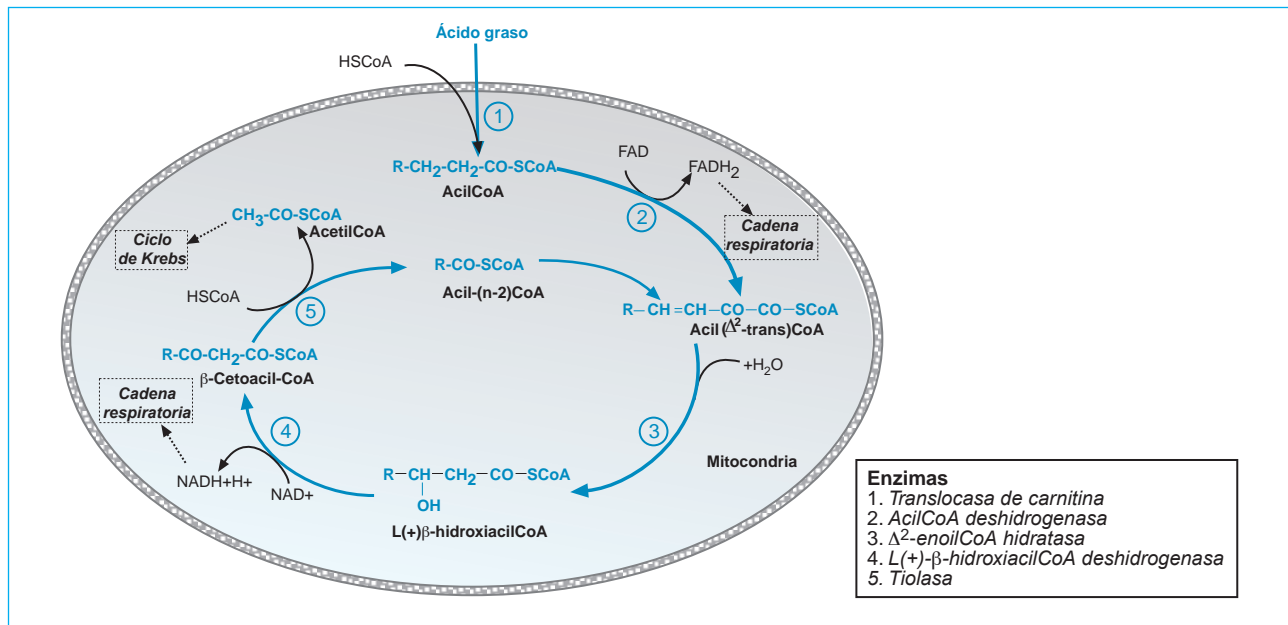 Ácido graso
HSCoA
1
R-CH₂-CH₂-CO-SCoA
AcilCoA
FAD
FADH₂
2
Cadena
respiratoria
CH₃-CO-SCoA
AcetilCoA
Ciclo
de Krebs
HSCoA
5
R-CO-SCoA
Acil-(n-2)CoA
R–CH=CH–CO–CO–SCoA
Acil (Δ²-trans)CoA
+H₂O
3
R-CO-CH₂-CO-SCoA
β-Cetoacil-CoA
Cadena
respiratoria
4
NADH+H+
NAD+
R–CH–CH₂–CO–SCoA
OH
L(+)β-hidroxiacilCoA
Mitocondria
Enzimas
1. Translocasa de carnitina
2. AcilCoA deshidrogenasa
3. Δ²-enoilCoA hidratasa
4. L(+)-β-hidroxiacilCoA deshidrogenasa
5. Tiolasa